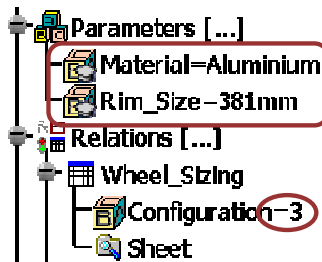 Parameters [...]
Material=Aluminium
Rim_Size=381mm
Relations [...]
Wheel_Sizing
Configuration=3
Sheet